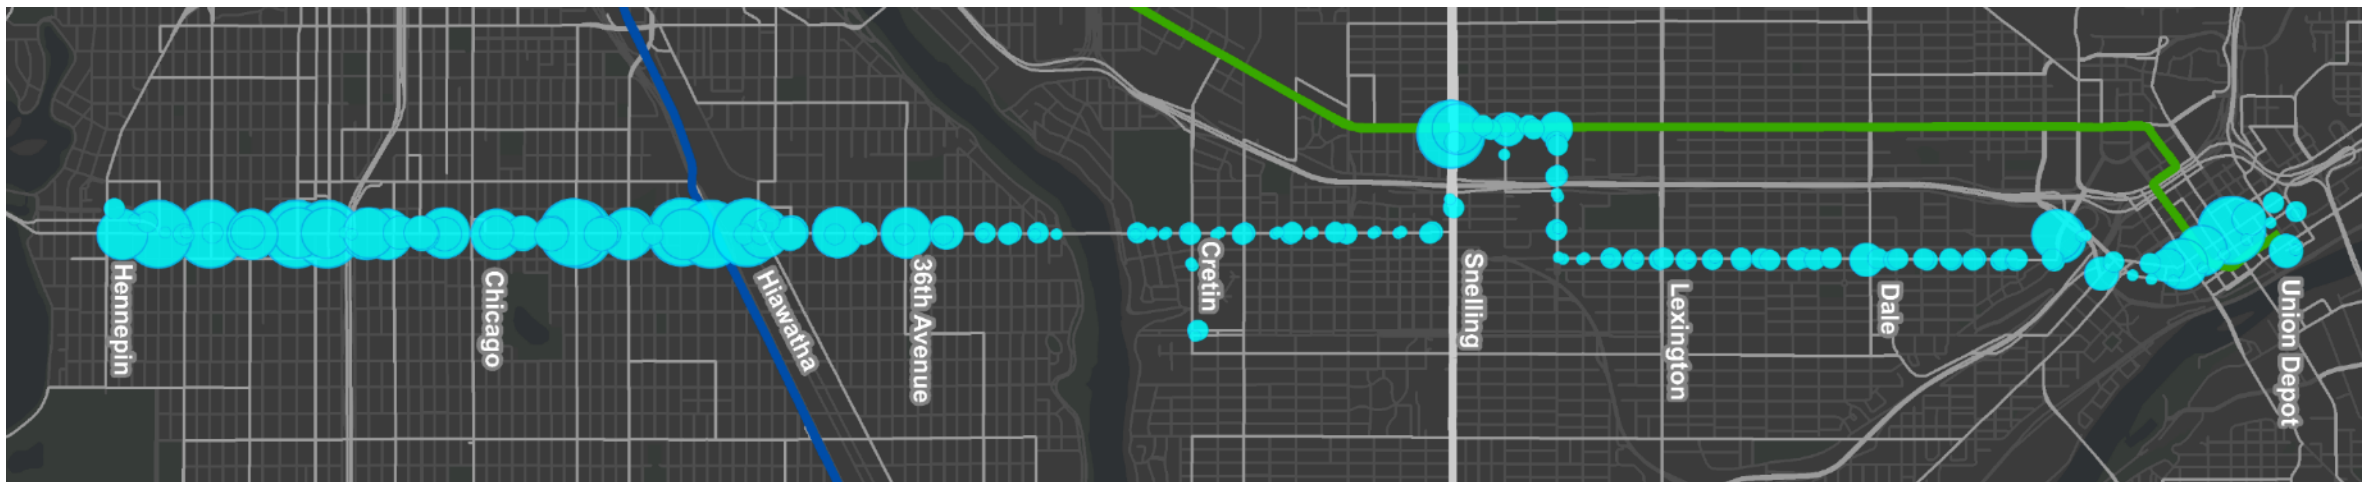 Hennepin
Chicago
Hiawatha
36th Avenue
Cretin
Snelling
Lexington
Dale
Union Depot